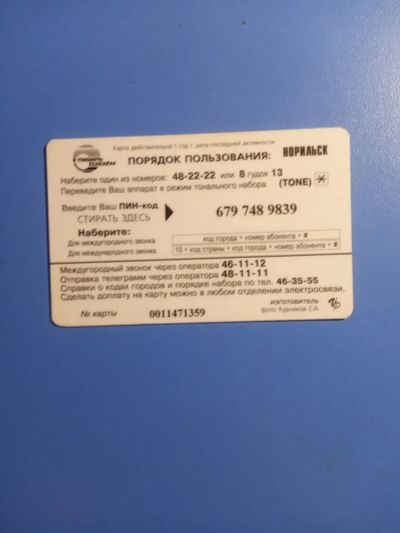 Карта действительна 1 год с даты последней активности
СИБИРЬ ТЕЛЕКОМ
ПОРЯДОК ПОЛЬЗОВАНИЯ: НОРИЛЬСК
Наберите один из номеров: 48-22-22 или 8 гудок 13
Переведите Ваш аппарат в режим тонального набора (TONE) *
Введите Ваш ПИН-код
СТИРАТЬ ЗДЕСЬ
679 748 9839
Наберите:
Для междугородного звонка код города + номер абонента + #
Для международного звонка 10 + код страны + код города + номер абонента + #
Междугородный звонок через оператора 46-11-12
Отправка телеграмм через оператора 48-11-11
Справки о кодах городов и порядке набора по тел. 46-35-55
Сделать доплату на карту можно в любом отделении электросвязи.
изготовитель
фото: Курников С.А.
№ карты 0011471359